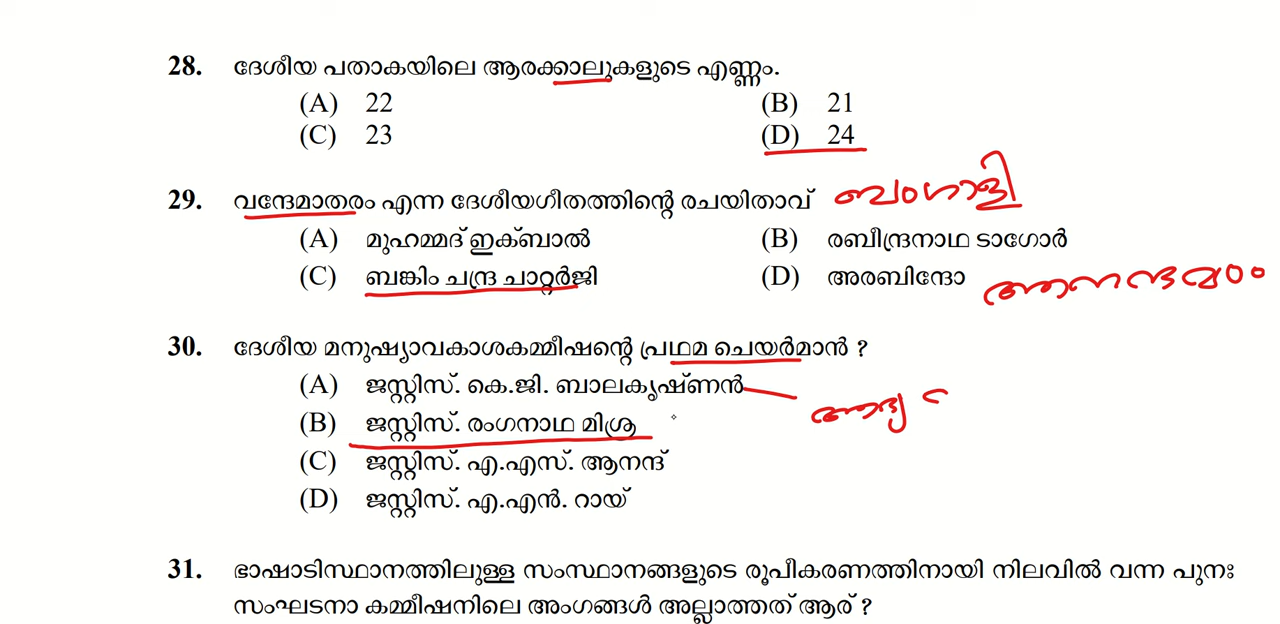 28. ദേശീയ പതാകയിലെ ആരക്കാലുകളുടെ എണ്ണം.
(A) 22 (B) 21
(C) 23 (D) 24
29. വന്ദേമാതരം എന്ന ദേശീയഗീതത്തിന്റെ രചയിതാവ് ബംഗാളി
(A) മുഹമ്മദ് ഇക്ബാൽ (B) രബീന്ദ്രനാഥ ടാഗോർ
(C) ബങ്കിം ചന്ദ്ര ചാറ്റർജി (D) അരബിന്ദോ ആനന്ദമഠം
30. ദേശീയ മനുഷ്യാവകാശകമ്മീഷന്റെ പ്രഥമ ചെയർമാൻ ?
(A) ജസ്റ്റിസ്. കെ.ജി. ബാലകൃഷ്ണൻ ആദ്യ
(B) ജസ്റ്റിസ്. രംഗനാഥ മിശ്ര
(C) ജസ്റ്റിസ്. എ.എസ്. ആനന്ദ്
(D) ജസ്റ്റിസ്. എ.എൻ. റായ്
31. ഭാഷാടിസ്ഥാനത്തിലുള്ള സംസ്ഥാനങ്ങളുടെ രൂപീകരണത്തിനായി നിലവിൽ വന്ന പുനഃ
സംഘടനാ കമ്മീഷനിലെ അംഗങ്ങൾ അല്ലാത്തത് ആര് ?